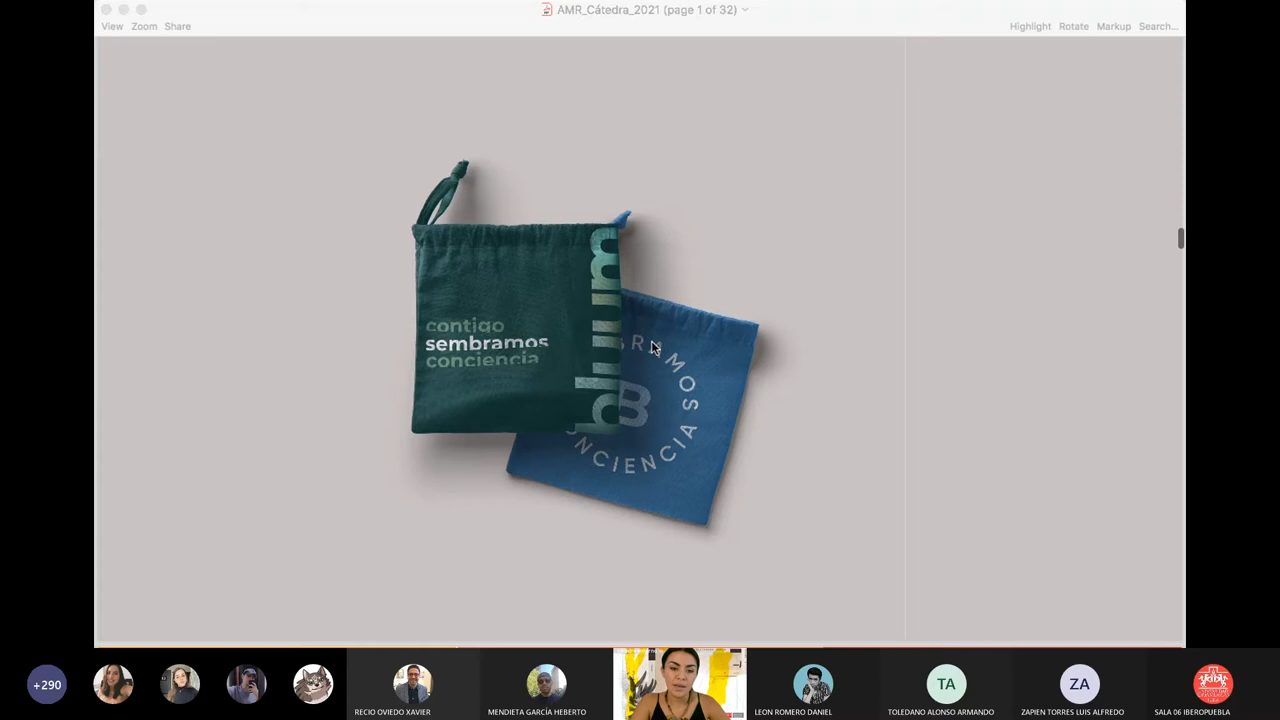 AMR_Cátedra_2021 (page 1 of 32)
View Zoom Share
Highlight Rotate Markup Search...
contigo
sembramos
conciencia
blum
SO
CONCIENCIA
+290
RECIO OVIEDO XAVIER
MENDIETA GARCÍA HEBERTO
LEON ROMERO DANIEL
TA
TOLEDANO ALONSO ARMANDO
ZA
ZAPIEN TORRES LUIS ALFREDO
SALA 06 IBEROPUEBLA